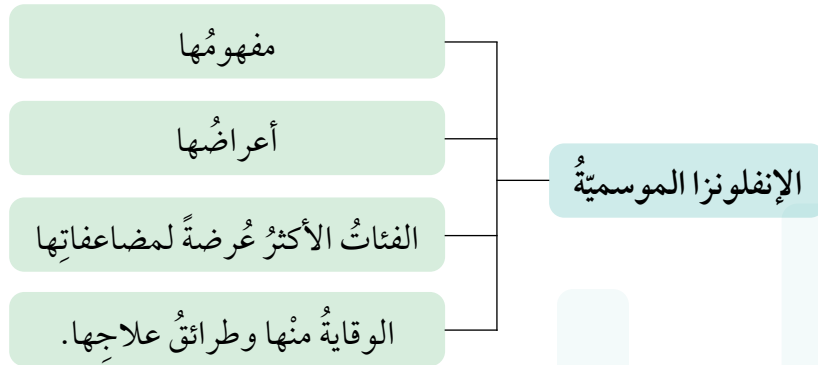 الإنفلونزا الموسميّةُ
مفهومُها
أعراضُها
الفئاتُ الأكثرُ عُرضةً لمضاعفاتِها
الوقايةُ منْها وطرائقُ علاجِها.